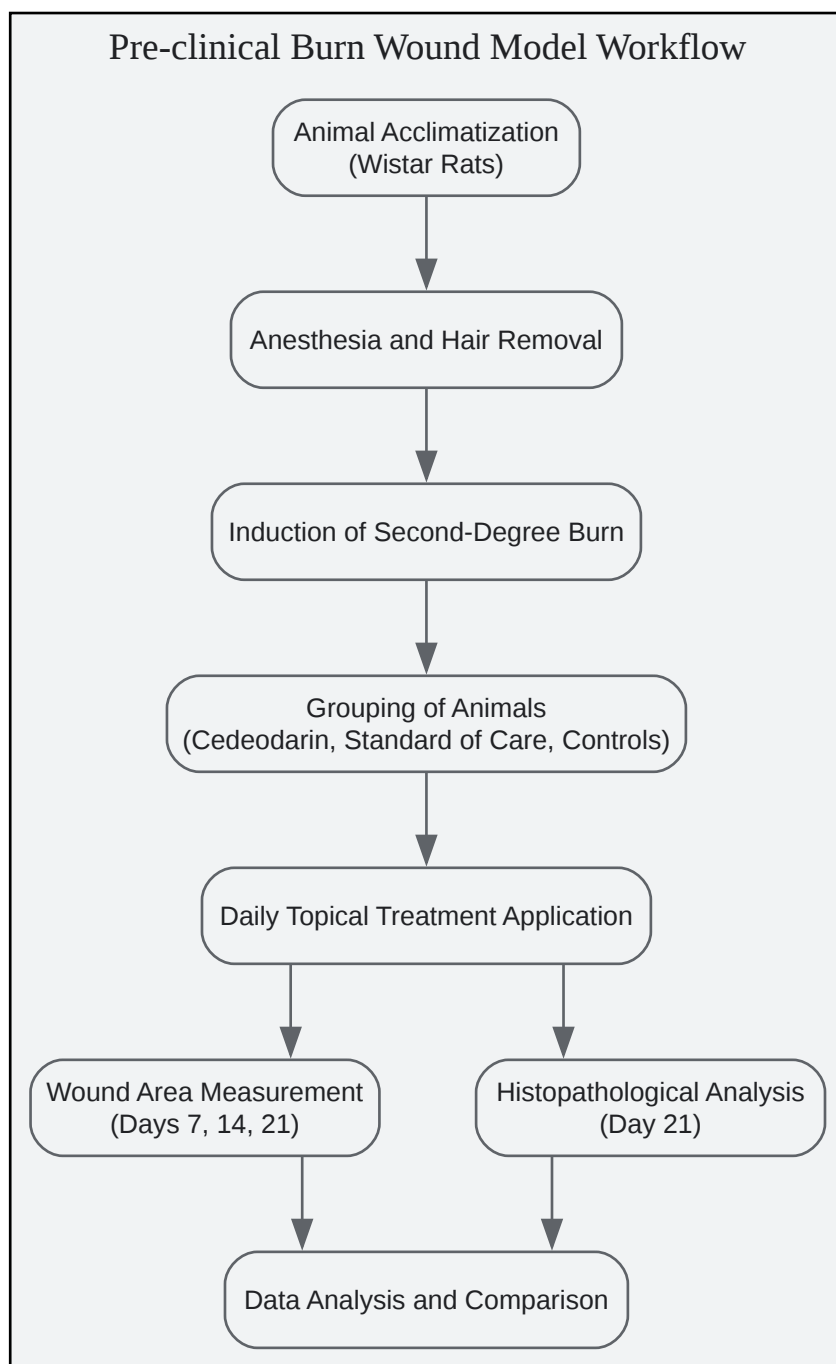 Pre-clinical Burn Wound Model Workflow
Animal Acclimatization
(Wistar Rats)
Anesthesia and Hair Removal
Induction of Second-Degree Burn
Grouping of Animals
(Cedeodarin, Standard of Care, Controls)
Daily Topical Treatment Application
Wound Area Measurement
(Days 7, 14, 21)
Histopathological Analysis
(Day 21)
Data Analysis and Comparison